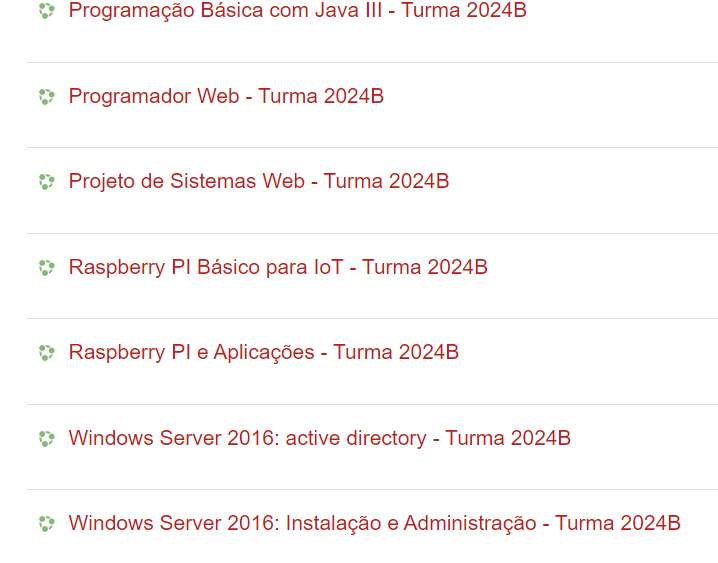 Programação Básica com Java III - Turma 2024B
Programador Web - Turma 2024B
Projeto de Sistemas Web - Turma 2024B
Raspberry PI Básico para IoT - Turma 2024B
Raspberry PI e Aplicações - Turma 2024B
Windows Server 2016: active directory - Turma 2024B
Windows Server 2016: Instalação e Administração - Turma 2024B